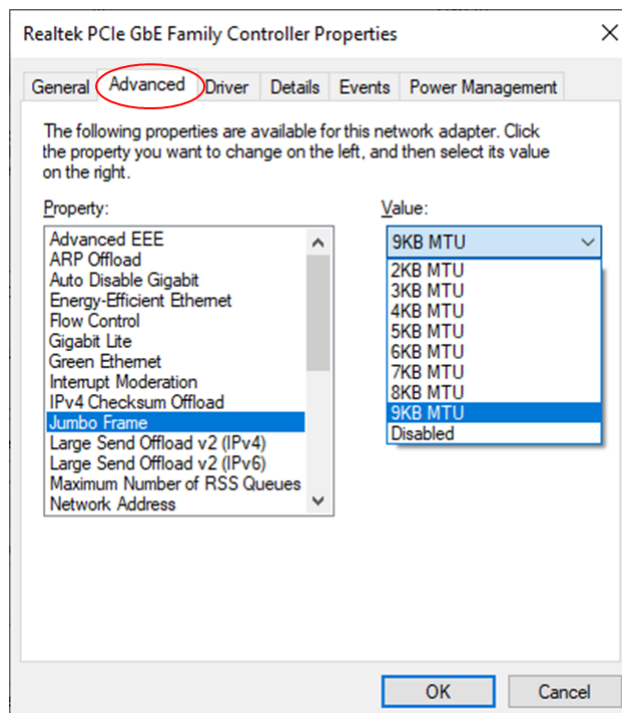 Realtek PCIe GbE Family Controller Properties
General Advanced Driver Details Events Power Management
The following properties are available for this network adapter. Click
the property you want to change on the left, and then select its value
on the right.
Property:
Advanced EEE
ARP Offload
Auto Disable Gigabit
Energy-Efficient Ethernet
Flow Control
Gigabit Lite
Green Ethernet
Interrupt Moderation
IPv4 Checksum Offload
Jumbo Frame
Large Send Offload v2 (IPv4)
Large Send Offload v2 (IPv6)
Maximum Number of RSS Queues
Network Address
Value:
9KB MTU
2KB MTU
3KB MTU
4KB MTU
5KB MTU
6KB MTU
7KB MTU
8KB MTU
9KB MTU
Disabled
OK Cancel